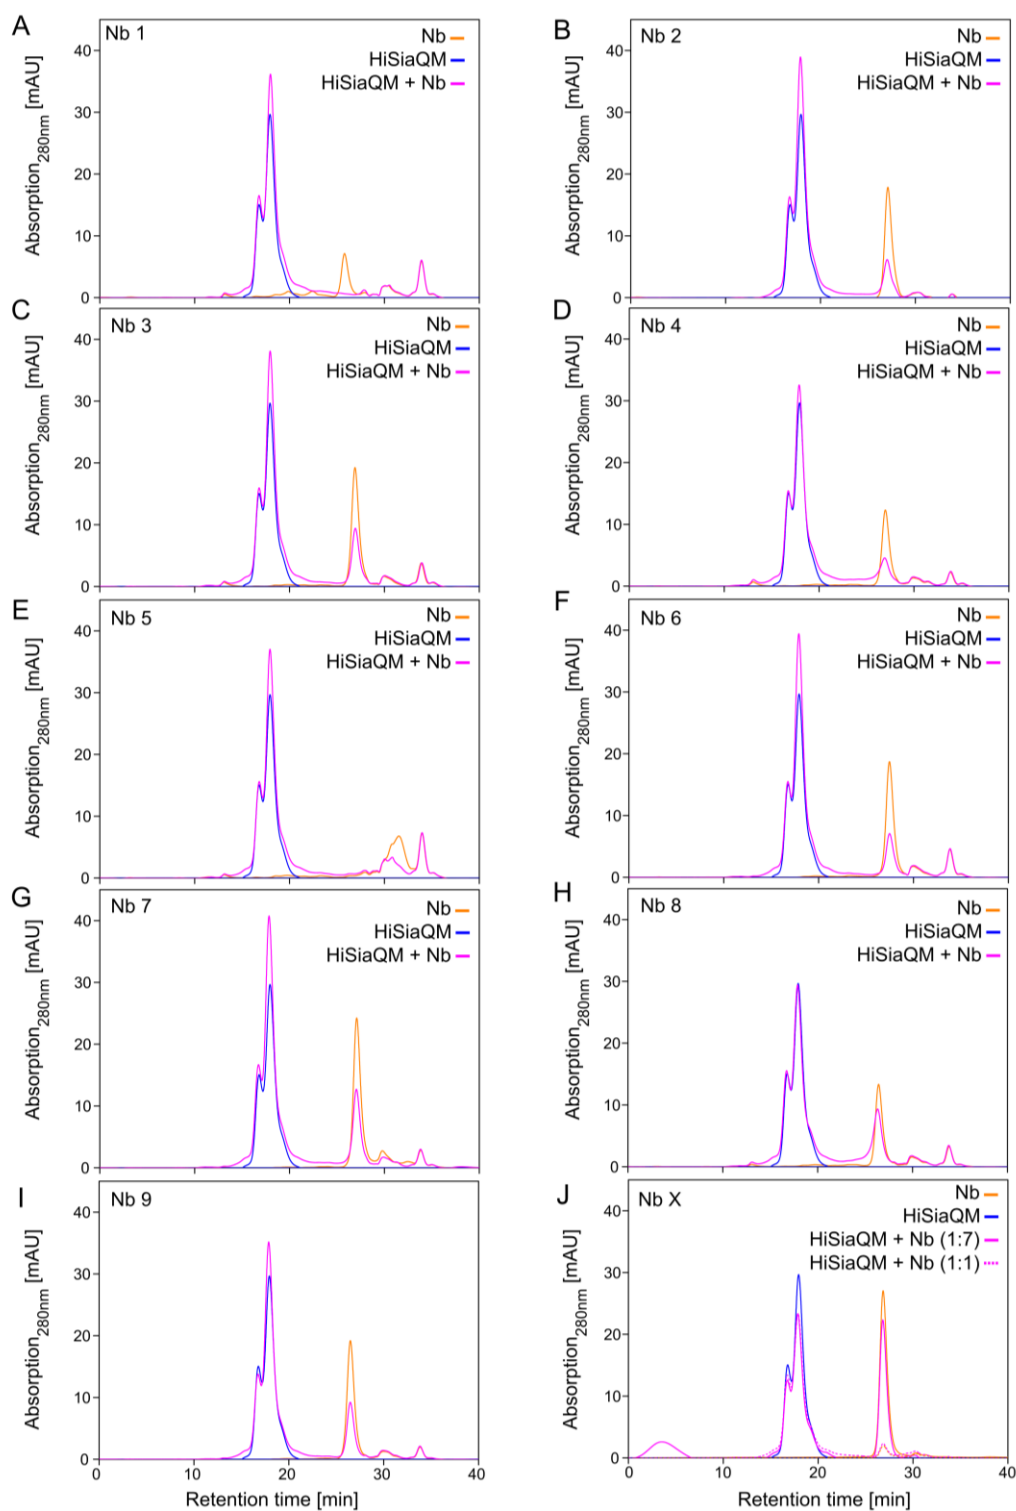 A
Nb 1
Nb
HiSiaQM
HiSiaQM + Nb
Absorption280nm [mAU]
40
30
20
10
0
B
Nb 2
Nb
HiSiaQM
HiSiaQM + Nb
Absorption280nm [mAU]
40
30
20
10
0
C
Nb 3
Nb
HiSiaQM
HiSiaQM + Nb
Absorption280nm [mAU]
40
30
20
10
0
D
Nb 4
Nb
HiSiaQM
HiSiaQM + Nb
Absorption280nm [mAU]
40
30
20
10
0
E
Nb 5
Nb
HiSiaQM
HiSiaQM + Nb
Absorption280nm [mAU]
40
30
20
10
0
F
Nb 6
Nb
HiSiaQM
HiSiaQM + Nb
Absorption280nm [mAU]
40
30
20
10
0
G
Nb 7
Nb
HiSiaQM
HiSiaQM + Nb
Absorption280nm [mAU]
40
30
20
10
0
H
Nb 8
Nb
HiSiaQM
HiSiaQM + Nb
Absorption280nm [mAU]
40
30
20
10
0
I
Nb 9
Absorption280nm [mAU]
40
30
20
10
0
0 10 20 30 40
Retention time [min]
J
Nb X
Nb
HiSiaQM
HiSiaQM + Nb (1:7)
HiSiaQM + Nb (1:1)
Absorption280nm [mAU]
40
30
20
10
0
0 10 20 30 40
Retention time [min]